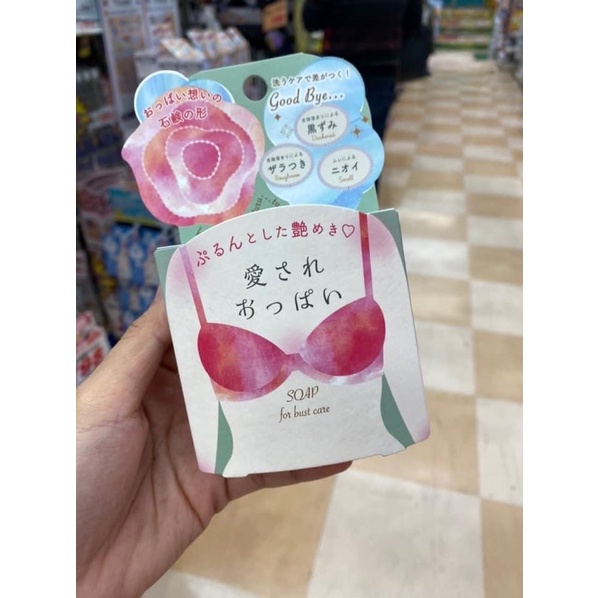 おっぱい想いの
石鹸の形
洗うケアで差がつく!
Good Bye...
黒ずみ
Darkened
ザラつき
Roughness
ニオイ
Smell
ぷるんとした艶めき♡
愛され
おっぱい
SOAP
for bust care